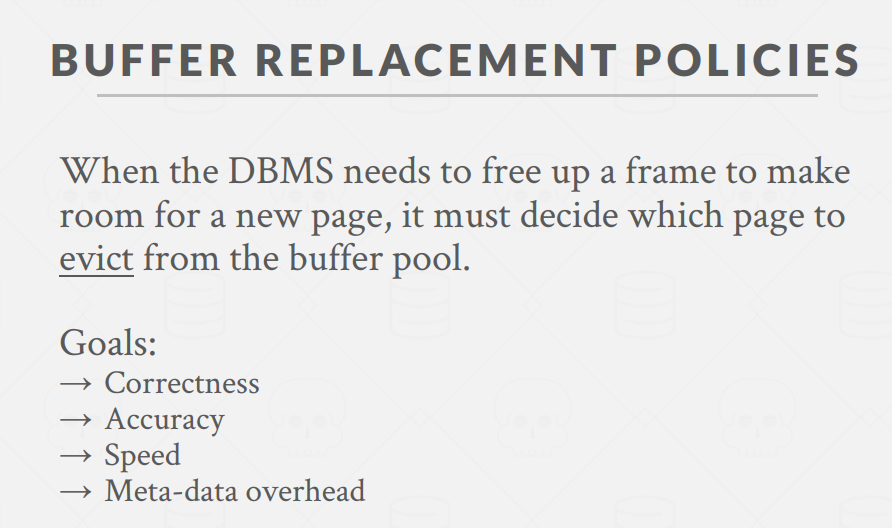 BUFFER REPLACEMENT POLICIES
When the DBMS needs to free up a frame to make
room for a new page, it must decide which page to
evict from the buffer pool.
Goals:
→ Correctness
→ Accuracy
→ Speed
→ Meta-data overhead